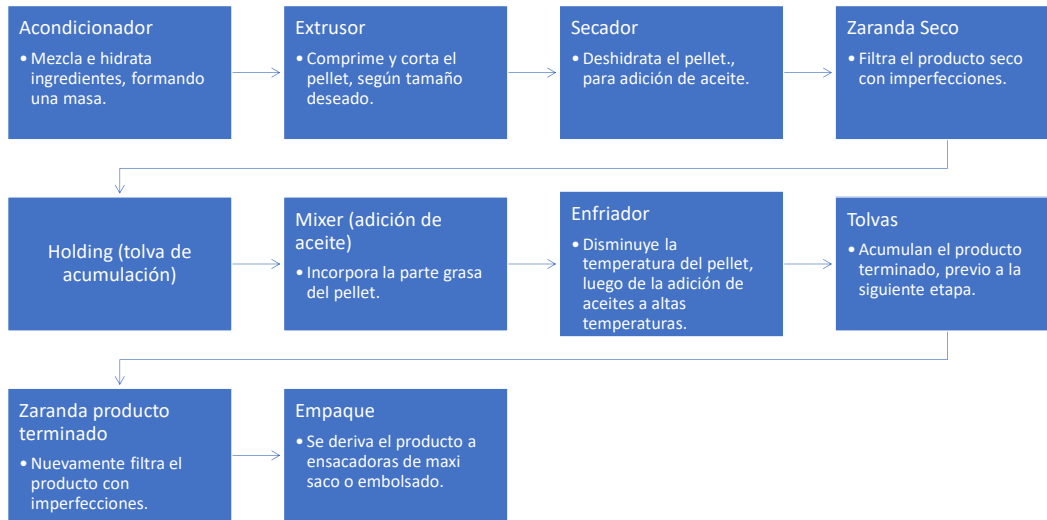 Acondicionador
• Mezcla e hidrata
ingredientes, formando
una masa.
Extrusor
• Comprime y corta el
pellet, según tamaño
deseado.
Secador
• Deshidrata el pellet.,
para adición de aceite.
Zaranda Seco
• Filtra el producto seco
con imperfecciones.
Holding (tolva de
acumulación)
Mixer (adición de
aceite)
• Incorpora la parte grasa
del pellet.
Enfriador
• Disminuye la
temperatura del pellet,
luego de la adición de
aceites a altas
temperaturas.
Tolvas
• Acumulan el producto
terminado, previo a la
siguiente etapa.
Zaranda producto
terminado
• Nuevamente filtra el
producto con
imperfecciones.
Empaque
• Se deriva el producto a
ensacadoras de maxi
saco o embolsado.